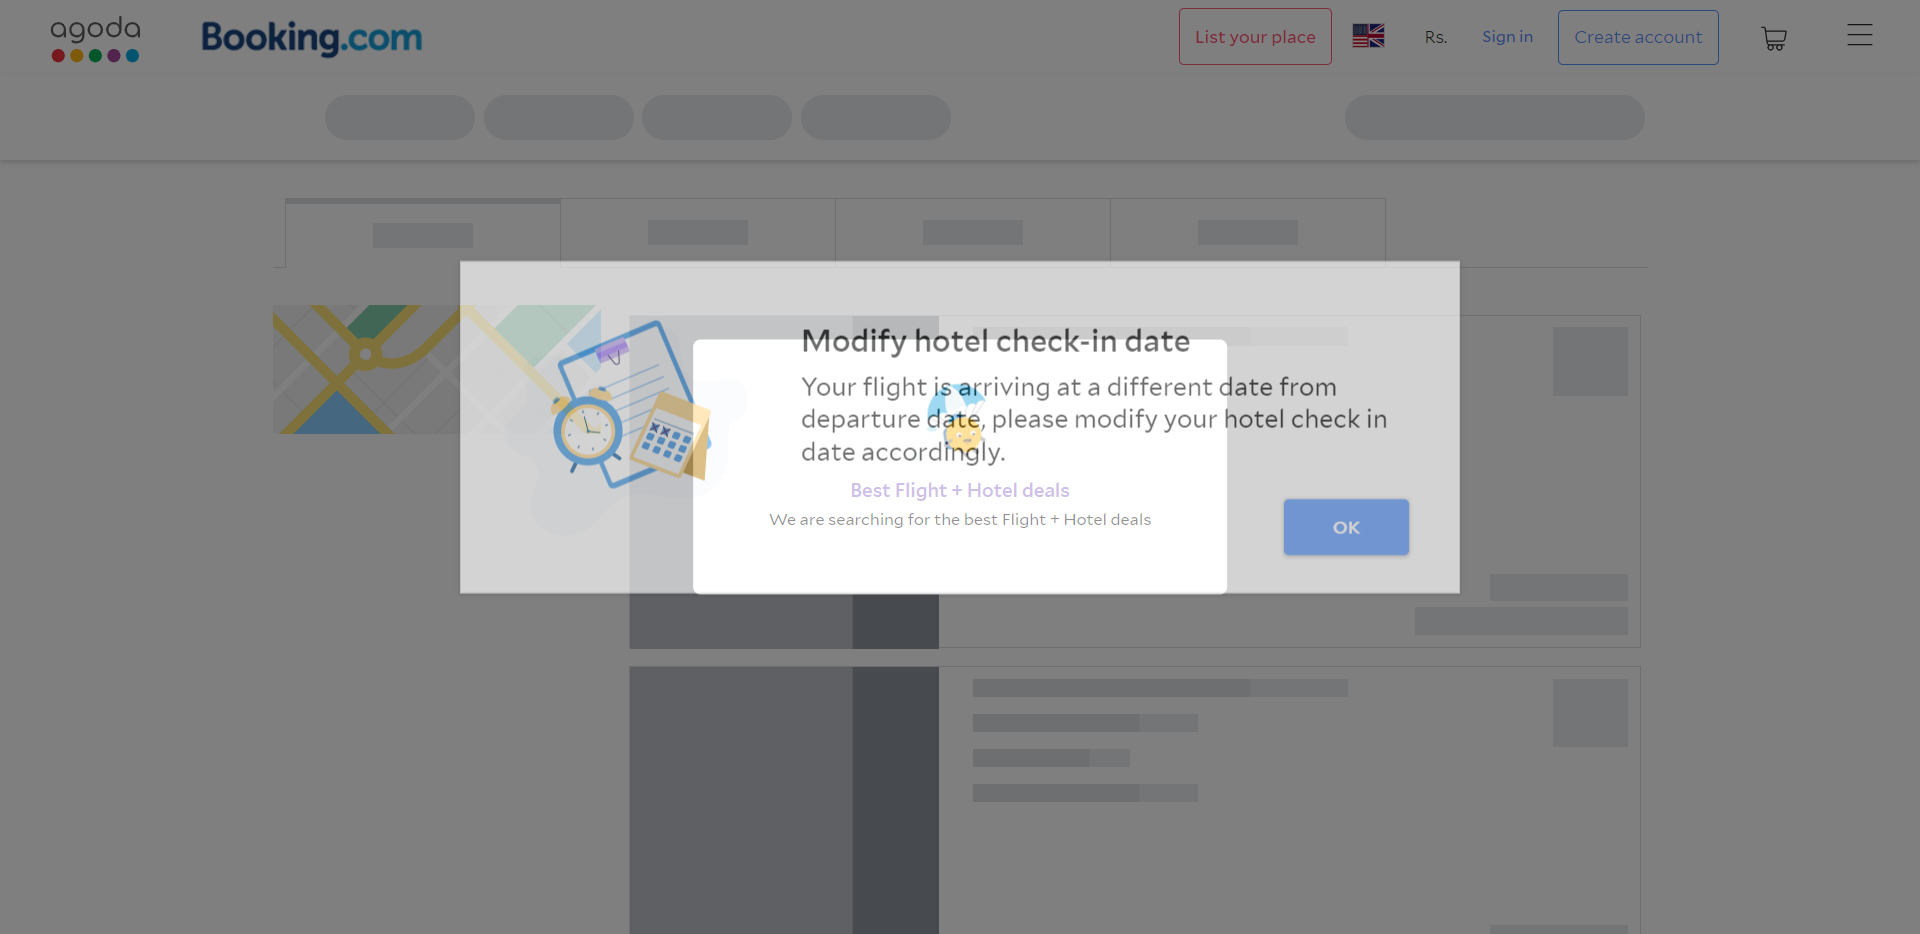 agoda
Booking.com
List your place
Rs.
Sign in
Create account
Modify hotel check-in date
Your flight is arriving at a different date from
departure date, please modify your hotel check in
date accordingly.
Best Flight + Hotel deals
We are searching for the best Flight + Hotel deals
OK